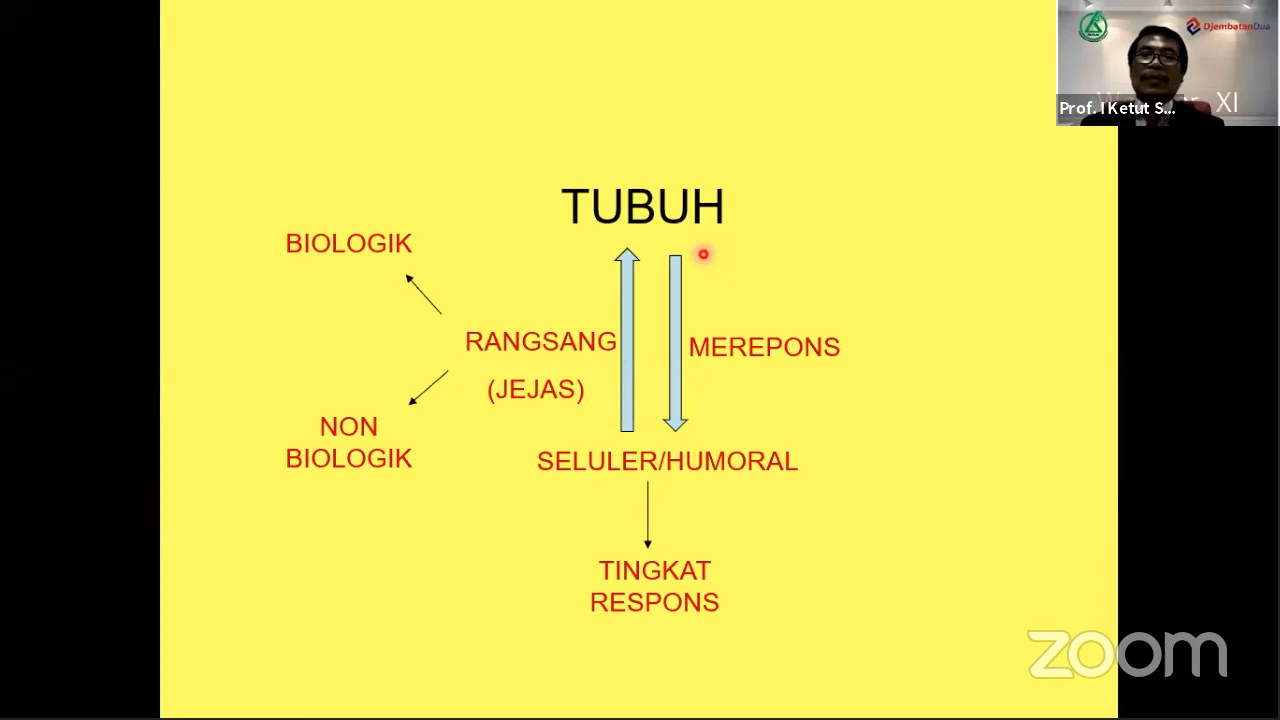 DjembatanDua
XI
Prof. I Ketut S...
TUBUH
BIOLOGIK
RANGSANG
(JEJAS)
MEREPONS
NON
BIOLOGIK
SELULER/HUMORAL
TINGKAT
RESPONS
zoom